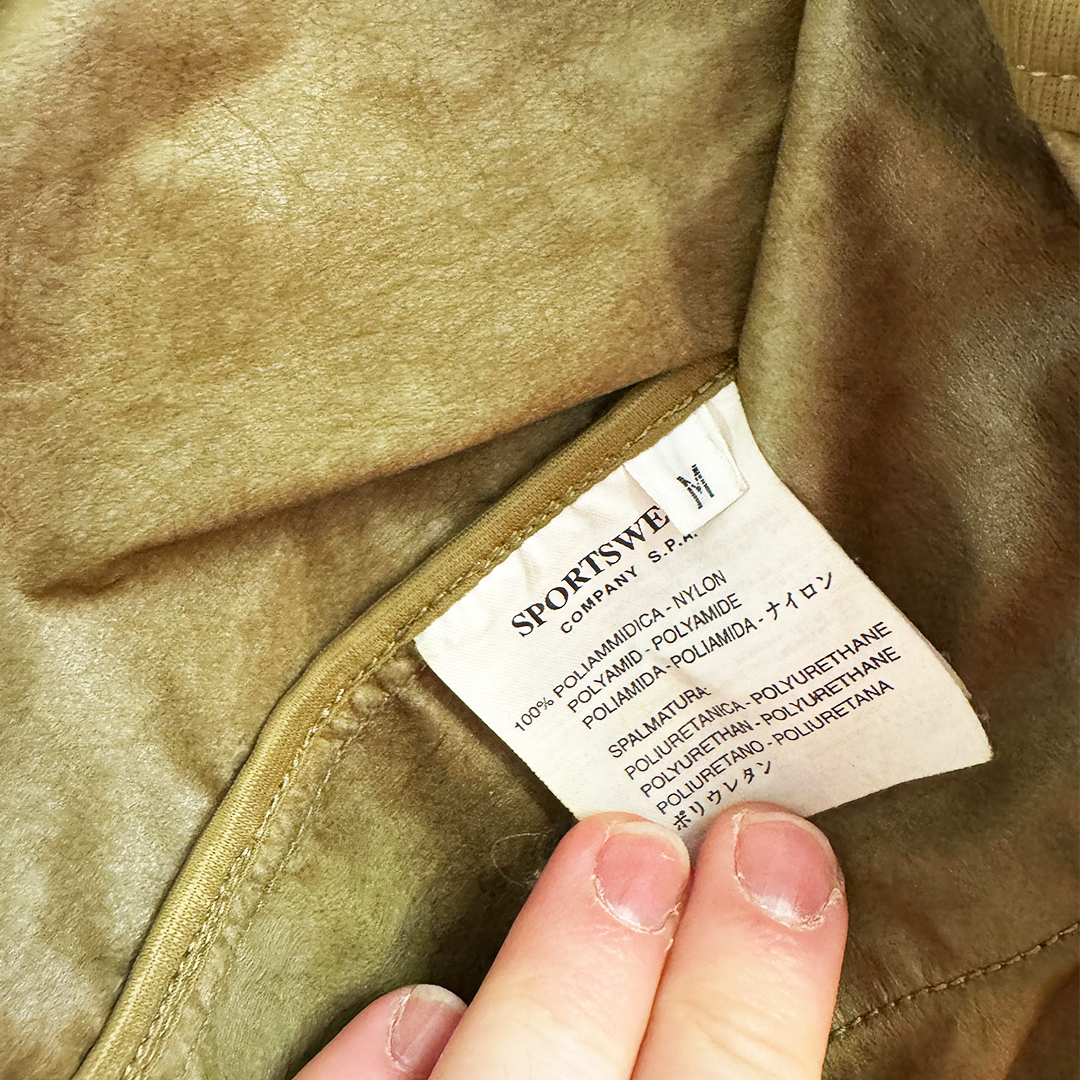 M
SPORTSWE
COMPANY S.P.A.
100% POLIAMMIDICA - NYLON
POLYAMID - POLYAMIDE
POLIAMIDA - POLIAMIDA - ナイロン
SPALMATURA:
POLIURETANICA - POLYURETHANE
POLYURETHAN - POLYURETHANE
POLIURETANO - POLIURETANA
ポリウレタン